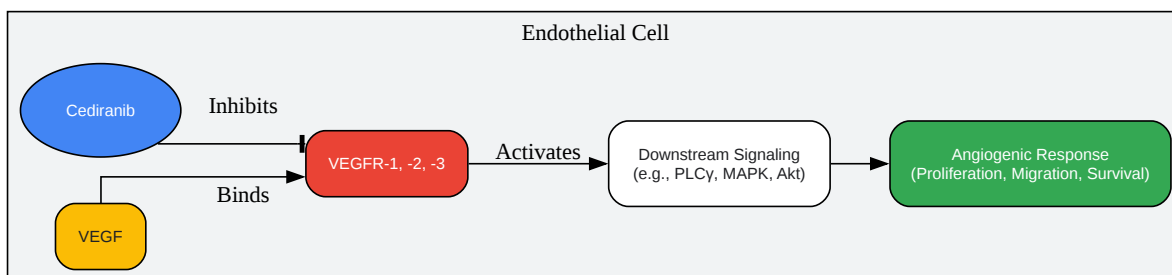 Endothelial Cell
Cediranib
Inhibits
VEGFR-1, -2, -3
Activates
Downstream Signaling
(e.g., PLCγ, MAPK, Akt)
Angiogenic Response
(Proliferation, Migration, Survival)
Binds
VEGF